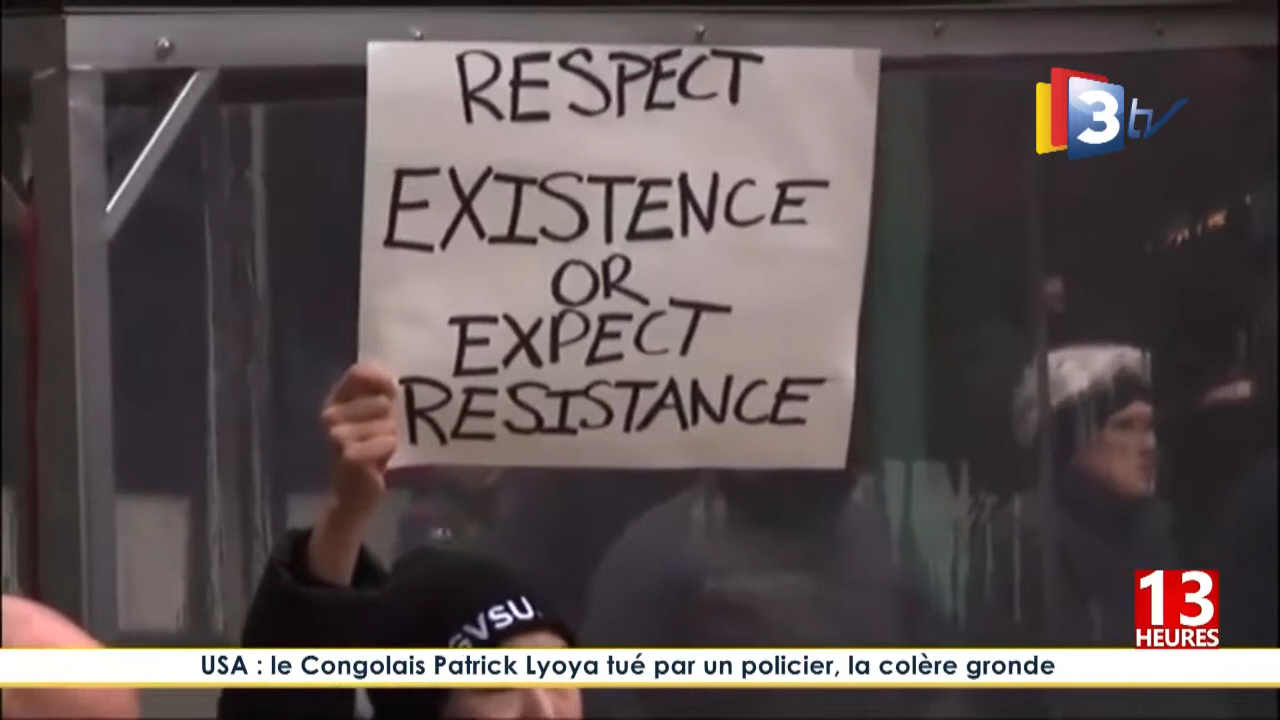 RESPECT
EXISTENCE
OR
EXPECT
RESISTANCE
3tv
GVSU
13
HEURES
USA : le Congolais Patrick Lyoya tué par un policier, la colère gronde